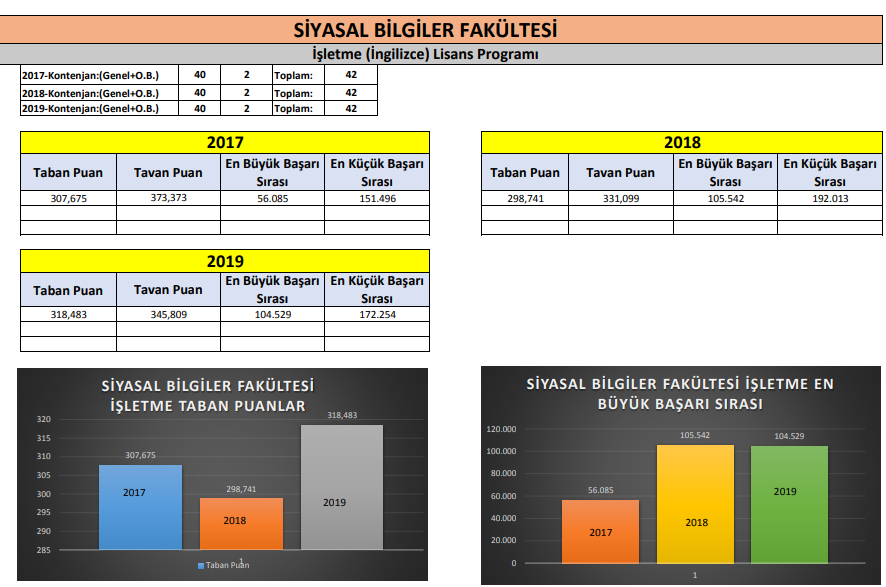 SİYASAL BİLGİLER FAKÜLTESİ
İşletme (İngilizce) Lisans Programı
2017-Kontenjan:(Genel+O.B.) 40 2 Toplam: 42
2018-Kontenjan:(Genel+O.B.) 40 2 Toplam: 42
2019-Kontenjan:(Genel+O.B.) 40 2 Toplam: 42
2017
Taban Puan Tavan Puan En Büyük Başarı Sırası En Küçük Başarı Sırası
307,675 373,373 56.085 151.496
2018
Taban Puan Tavan Puan En Büyük Başarı Sırası En Küçük Başarı Sırası
298,741 331,099 105.542 192.013
2019
Taban Puan Tavan Puan En Büyük Başarı Sırası En Küçük Başarı Sırası
318,483 345,809 104.529 172.254
SİYASAL BİLGİLER FAKÜLTESİ
İŞLETME TABAN PUANLAR
320
315
310
305
300
295
290
285
307,675
298,741
318,483
2017
2018
2019
1
Taban Puan
SİYASAL BİLGİLER FAKÜLTESİ İŞLETME EN
BÜYÜK BAŞARI SIRASI
120.000
100.000
80.000
60.000
40.000
20.000
0
56.085
105.542
104.529
2017
2018
2019
1